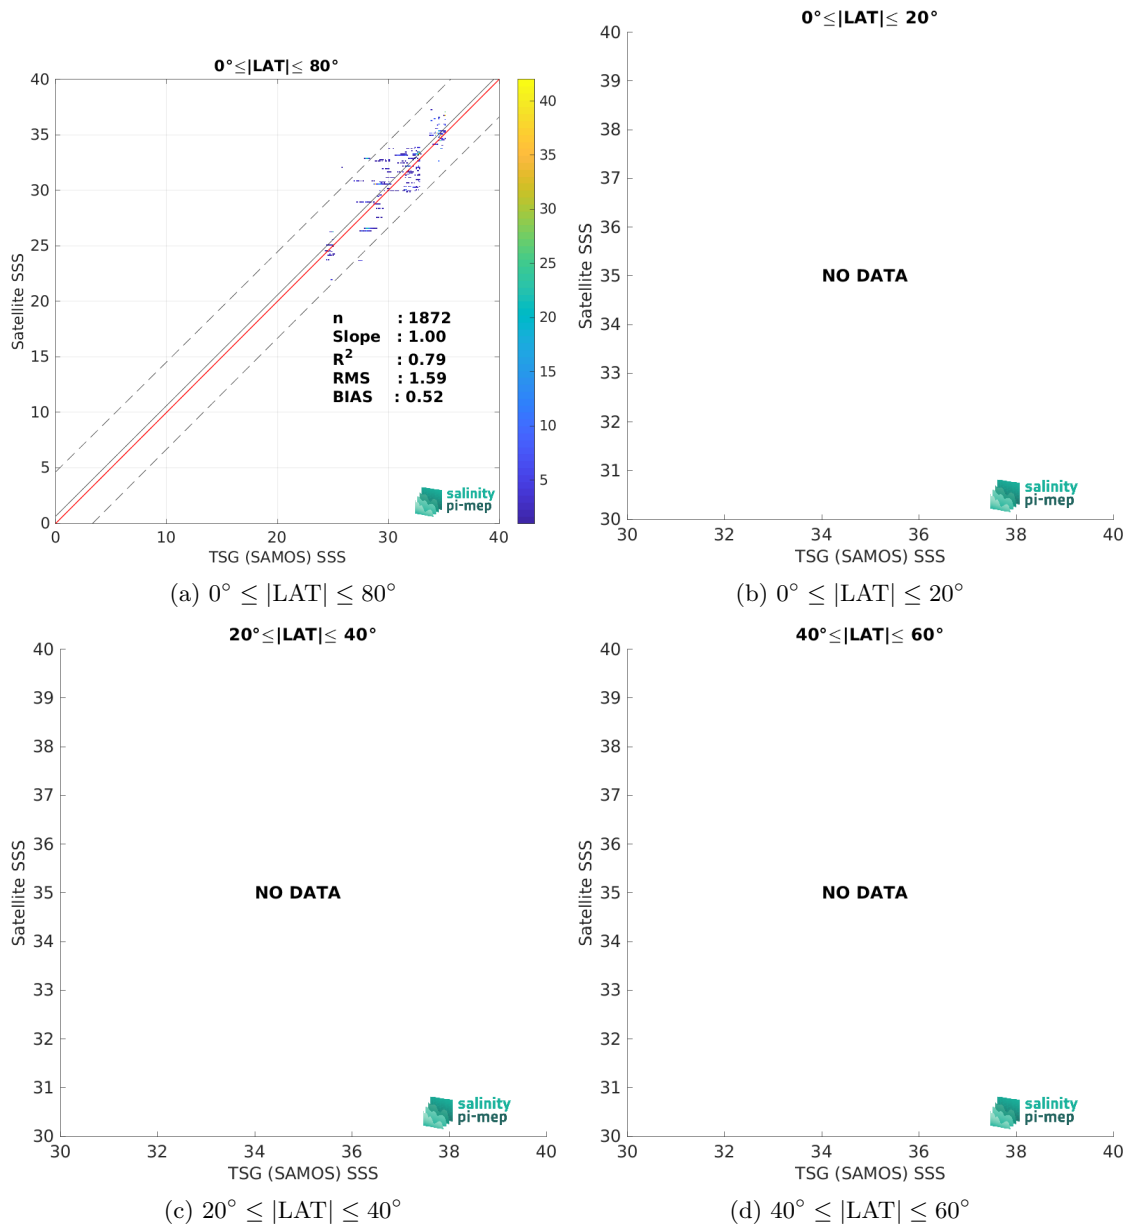 0°≤|LAT|≤ 80°
40
35
30
25
20
15
10
5
0
Satellite SSS
0 10 20 30 40
TSG (SAMOS) SSS
40
35
30
25
20
15
10
5
n : 1872
Slope : 1.00
R² : 0.79
RMS : 1.59
BIAS : 0.52
salinity
pi-mep
(a) 0° ≤ |LAT| ≤ 80°
0°≤|LAT|≤ 20°
40
39
38
37
36
35
34
33
32
31
30
Satellite SSS
NO DATA
salinity
pi-mep
30 32 34 36 38 40
TSG (SAMOS) SSS
(b) 0° ≤ |LAT| ≤ 20°
20°≤|LAT|≤ 40°
40
39
38
37
36
35
34
33
32
31
30
Satellite SSS
NO DATA
salinity
pi-mep
30 32 34 36 38 40
TSG (SAMOS) SSS
(c) 20° ≤ |LAT| ≤ 40°
40°≤|LAT|≤ 60°
40
39
38
37
36
35
34
33
32
31
30
Satellite SSS
NO DATA
salinity
pi-mep
30 32 34 36 38 40
TSG (SAMOS) SSS
(d) 40° ≤ |LAT| ≤ 60°